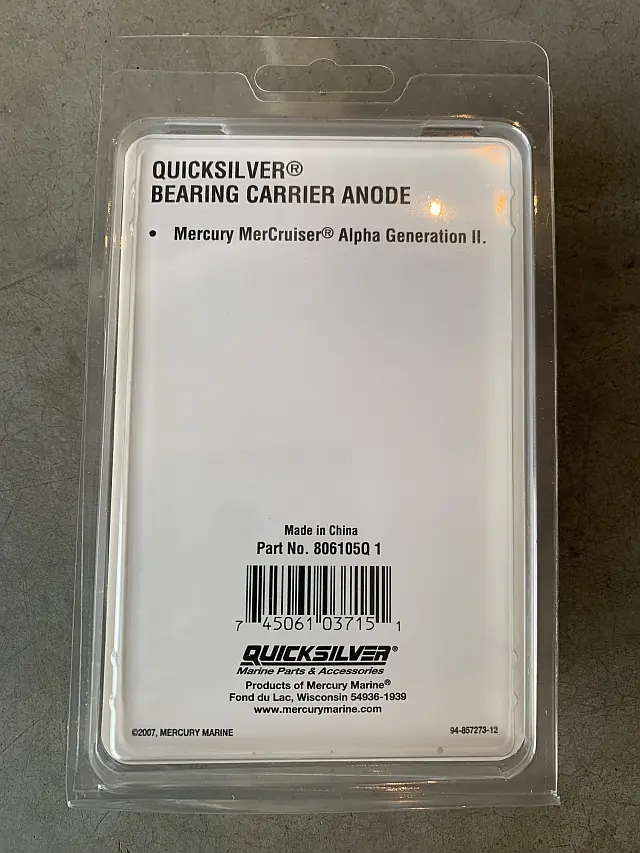 QUICKSILVER®
BEARING CARRIER ANODE
• Mercury MerCruiser® Alpha Generation II.
Made in China
Part No. 806105Q 1
7 45061 03715 1
QUICKSILVER®
Marine Parts & Accessories
Products of Mercury Marine®
Fond du Lac, Wisconsin 54936-1939
www.mercurymarine.com
©2007, MERCURY MARINE
94-857273-12